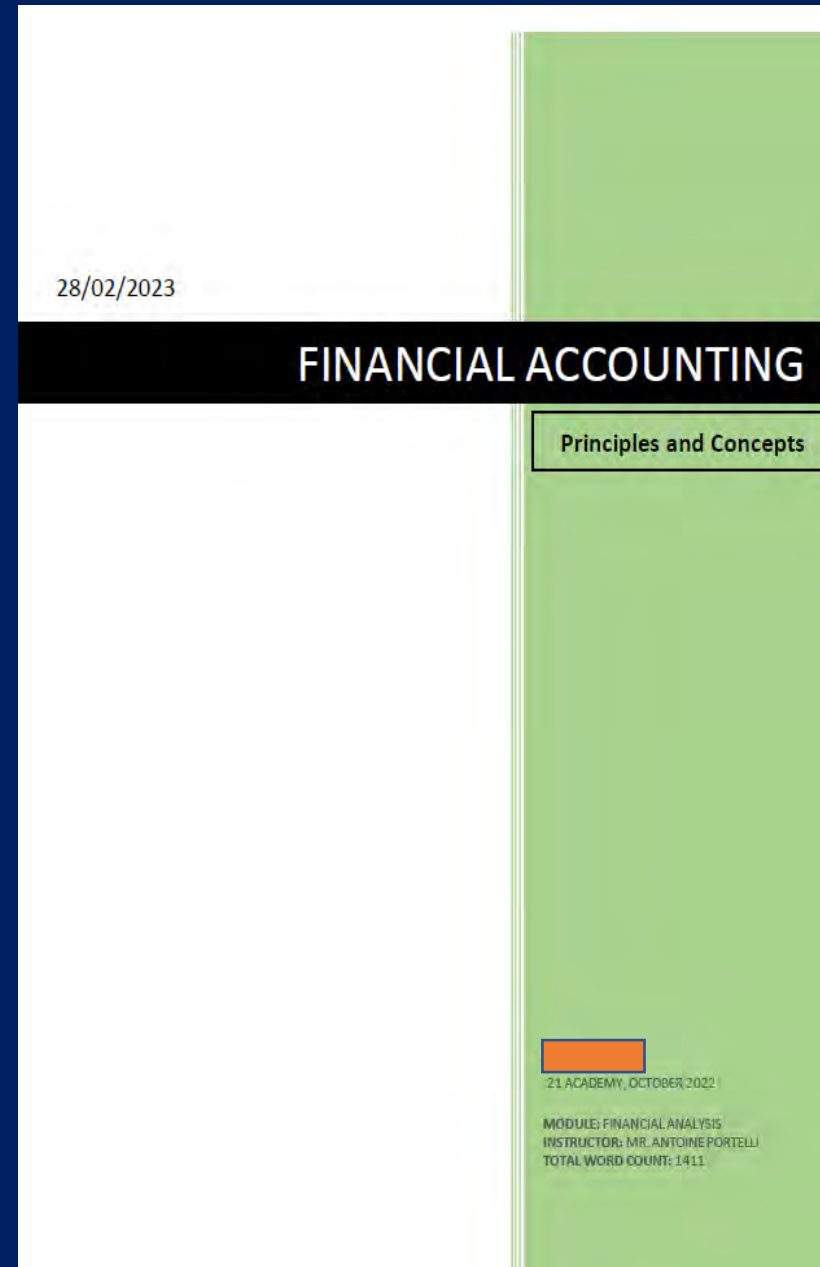 28/02/2023
FINANCIAL ACCOUNTING
Principles and Concepts
21 ACADEMY, OCTOBER 2022
MODULE: FINANCIAL ANALYSIS
INSTRUCTOR: MR. ANTOINE PORTELLI
TOTAL WORD COUNT: 1411